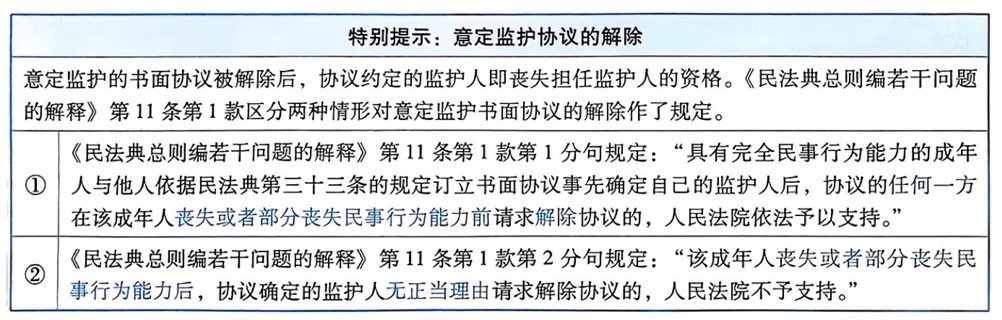 特别提示：意定监护协议的解除
意定监护的书面协议被解除后，协议约定的监护人即丧失担任监护人的资格。《民法典总则编若干问题
的解释》第11条第1款区分两种情形对意定监护书面协议的解除作了规定。
①
《民法典总则编若干问题的解释》第11条第1款第1分句规定：“具有完全民事行为能力的成年
人与他人依据民法典第三十三条的规定订立书面协议事先确定自己的监护人后，协议的任何一方
在该成年人丧失或者部分丧失民事行为能力前请求解除协议的，人民法院依法予以支持。”
②
《民法典总则编若干问题的解释》第11条第1款第2分句规定：“该成年人丧失或者部分丧失民
事行为能力后，协议确定的监护人无正当理由请求解除协议的，人民法院不予支持。”